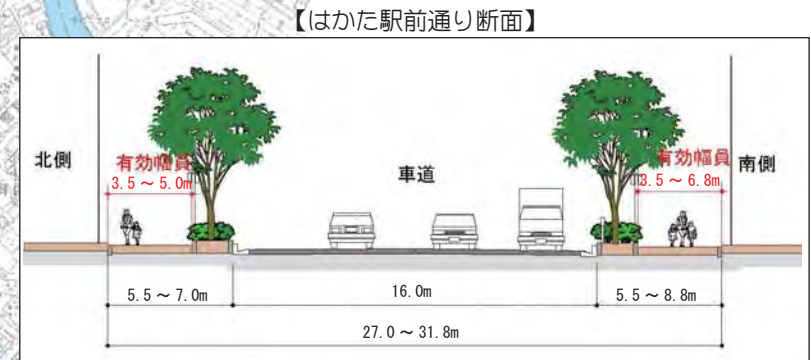 【はかた駅前通り断面】
北側
有効幅員
3.5 ～ 5.0m
車道
有効幅員
3.5 ～ 6.8m
南側
5.5 ～ 7.0m
16.0m
5.5 ～ 8.8m
27.0 ～ 31.8m